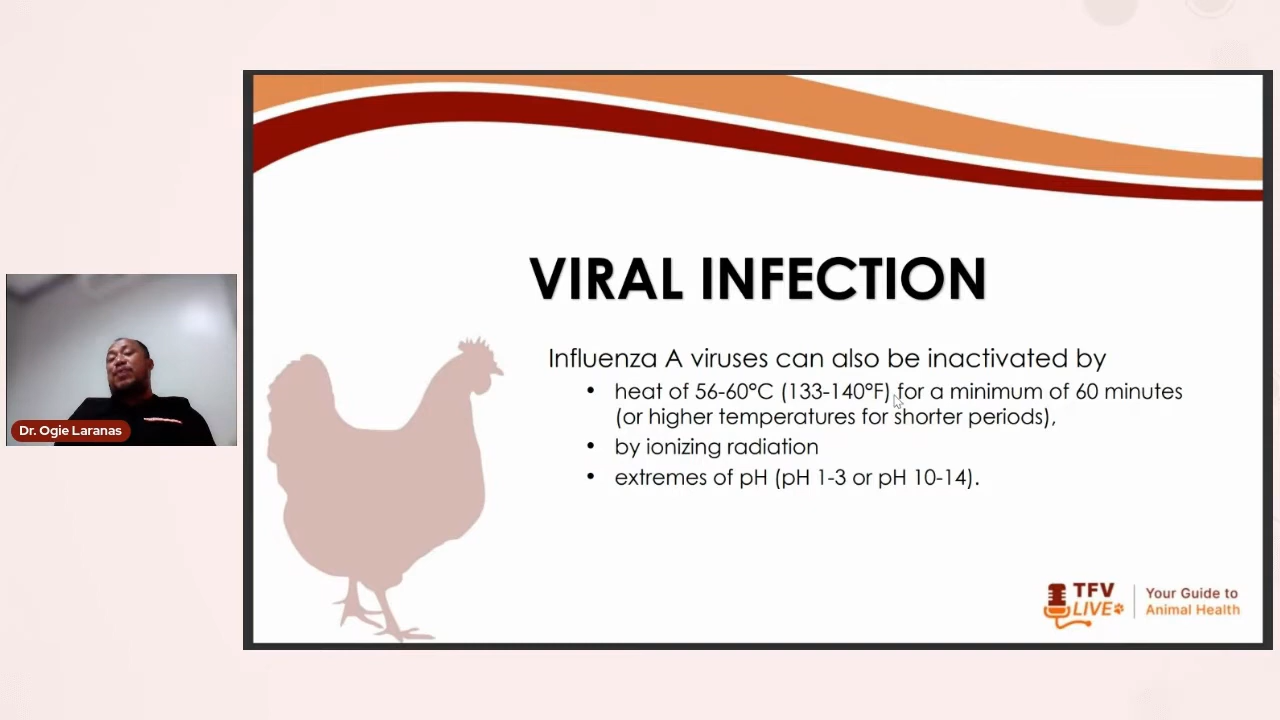 VIRAL INFECTION
Influenza A viruses can also be inactivated by
• heat of 56-60°C (133-140°F) for a minimum of 60 minutes
(or higher temperatures for shorter periods),
• by ionizing radiation
• extremes of pH (pH 1-3 or pH 10-14).
Dr. Ogie Laranas
TFV
LIVE
Your Guide to
Animal Health